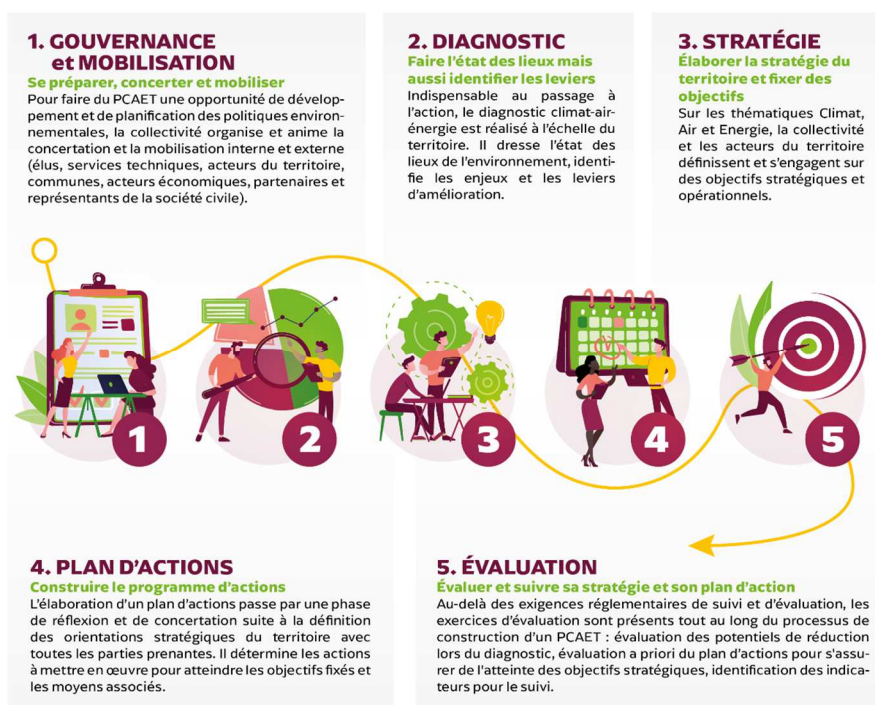 1. GOUVERNANCE
et MOBILISATION
Se préparer, concerter et mobiliser
Pour faire du PCAET une opportunité de dévelop-
pement et de planification des politiques environ-
nementales, la collectivité organise et anime la
concertation et la mobilisation interne et externe
(élus, services techniques, acteurs du territoire,
communes, acteurs économiques, partenaires et
représentants de la société civile).
2. DIAGNOSTIC
Faire l'état des lieux mais
aussi identifier les leviers
Indispensable au passage à
l'action, le diagnostic climat-air-
énergie est réalisé à l'échelle du
territoire. Il dresse l'état des
lieux de l'environnement, identi-
fie les enjeux et les leviers
d'amélioration.
3. STRATÉGIE
Élaborer la stratégie du
territoire et fixer des
objectifs
Sur les thématiques Climat,
Air et Energie, la collectivité
et les acteurs du territoire
définissent et s'engagent sur
des objectifs stratégiques et
opérationnels.
1
2
3
4
5
4. PLAN D'ACTIONS
Construire le programme d'actions
L'élaboration d'un plan d'actions passe par une phase
de réflexion et de concertation suite à la définition
des orientations stratégiques du territoire avec
toutes les parties prenantes. Il détermine les actions
à mettre en œuvre pour atteindre les objectifs fixés et
les moyens associés.
5. ÉVALUATION
Évaluer et suivre sa stratégie et son plan d'action
Au-delà des exigences réglementaires de suivi et d'évaluation, les
exercices d'évaluation sont présents tout au long du processus de
construction d'un PCAET : évaluation des potentiels de réduction
lors du diagnostic, évaluation a priori du plan d'actions pour s'assu-
rer de l'atteinte des objectifs stratégiques, identification des indica-
teurs pour le suivi.